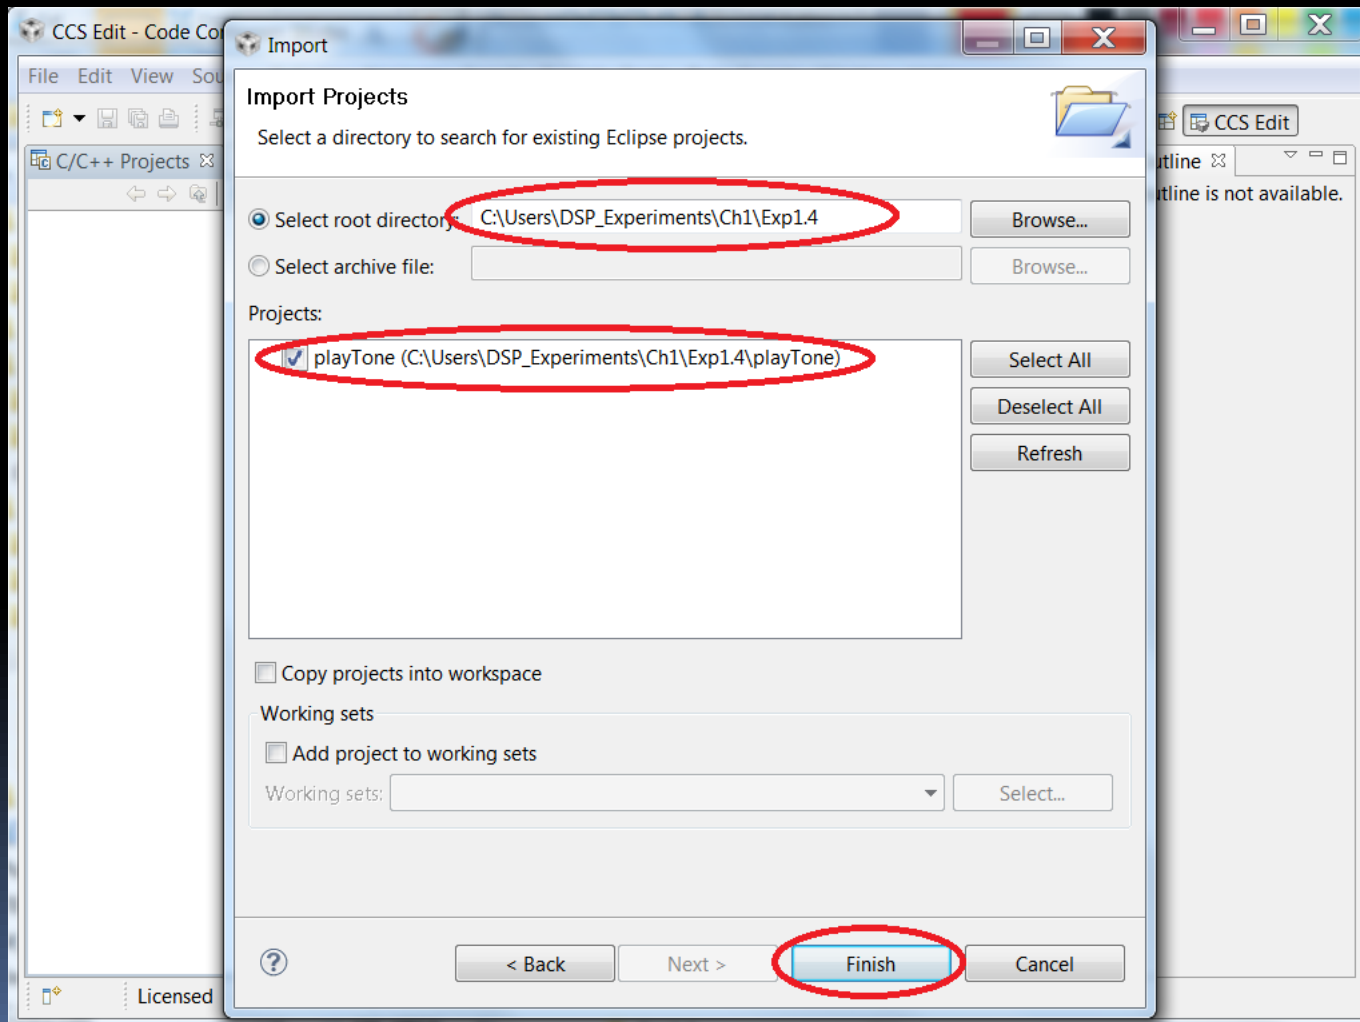 CCS Edit - Code Co
Import
File Edit View Sou
Import Projects
Select a directory to search for existing Eclipse projects.
CCS Edit
C/C++ Projects
utline
utline is not available.
Select root directory:
C:\Users\DSP_Experiments\Ch1\Exp1.4
Browse...
Select archive file:
Browse...
Projects:
playTone (C:\Users\DSP_Experiments\Ch1\Exp1.4\playTone)
Select All
Deselect All
Refresh
Copy projects into workspace
Working sets
Add project to working sets
Working sets:
Select...
< Back
Next >
Finish
Cancel
Licensed